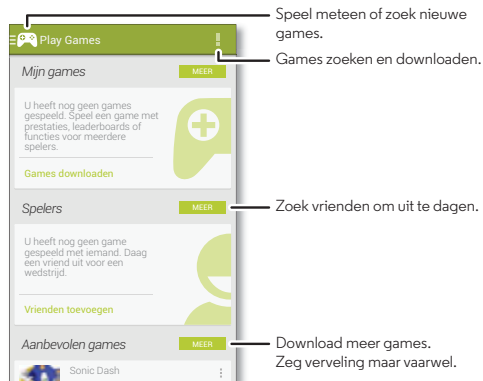 Speel meteen of zoek nieuwe
games.
Play Games
Games zoeken en downloaden.
Mijn games
MEER
U heeft nog geen games
gespeeld. Speel een game met
prestaties, leaderboards of
functies voor meerdere
spelers.
Games downloaden
Spelers
MEER
Zoek vrienden om uit te dagen.
U heeft nog geen game
gespeeld met iemand. Daag
een vriend uit voor een
wedstrijd.
Vrienden toevoegen
Aanbevolen games
MEER
Download meer games.
Zeg verveling maar vaarwel.
Sonic Dash